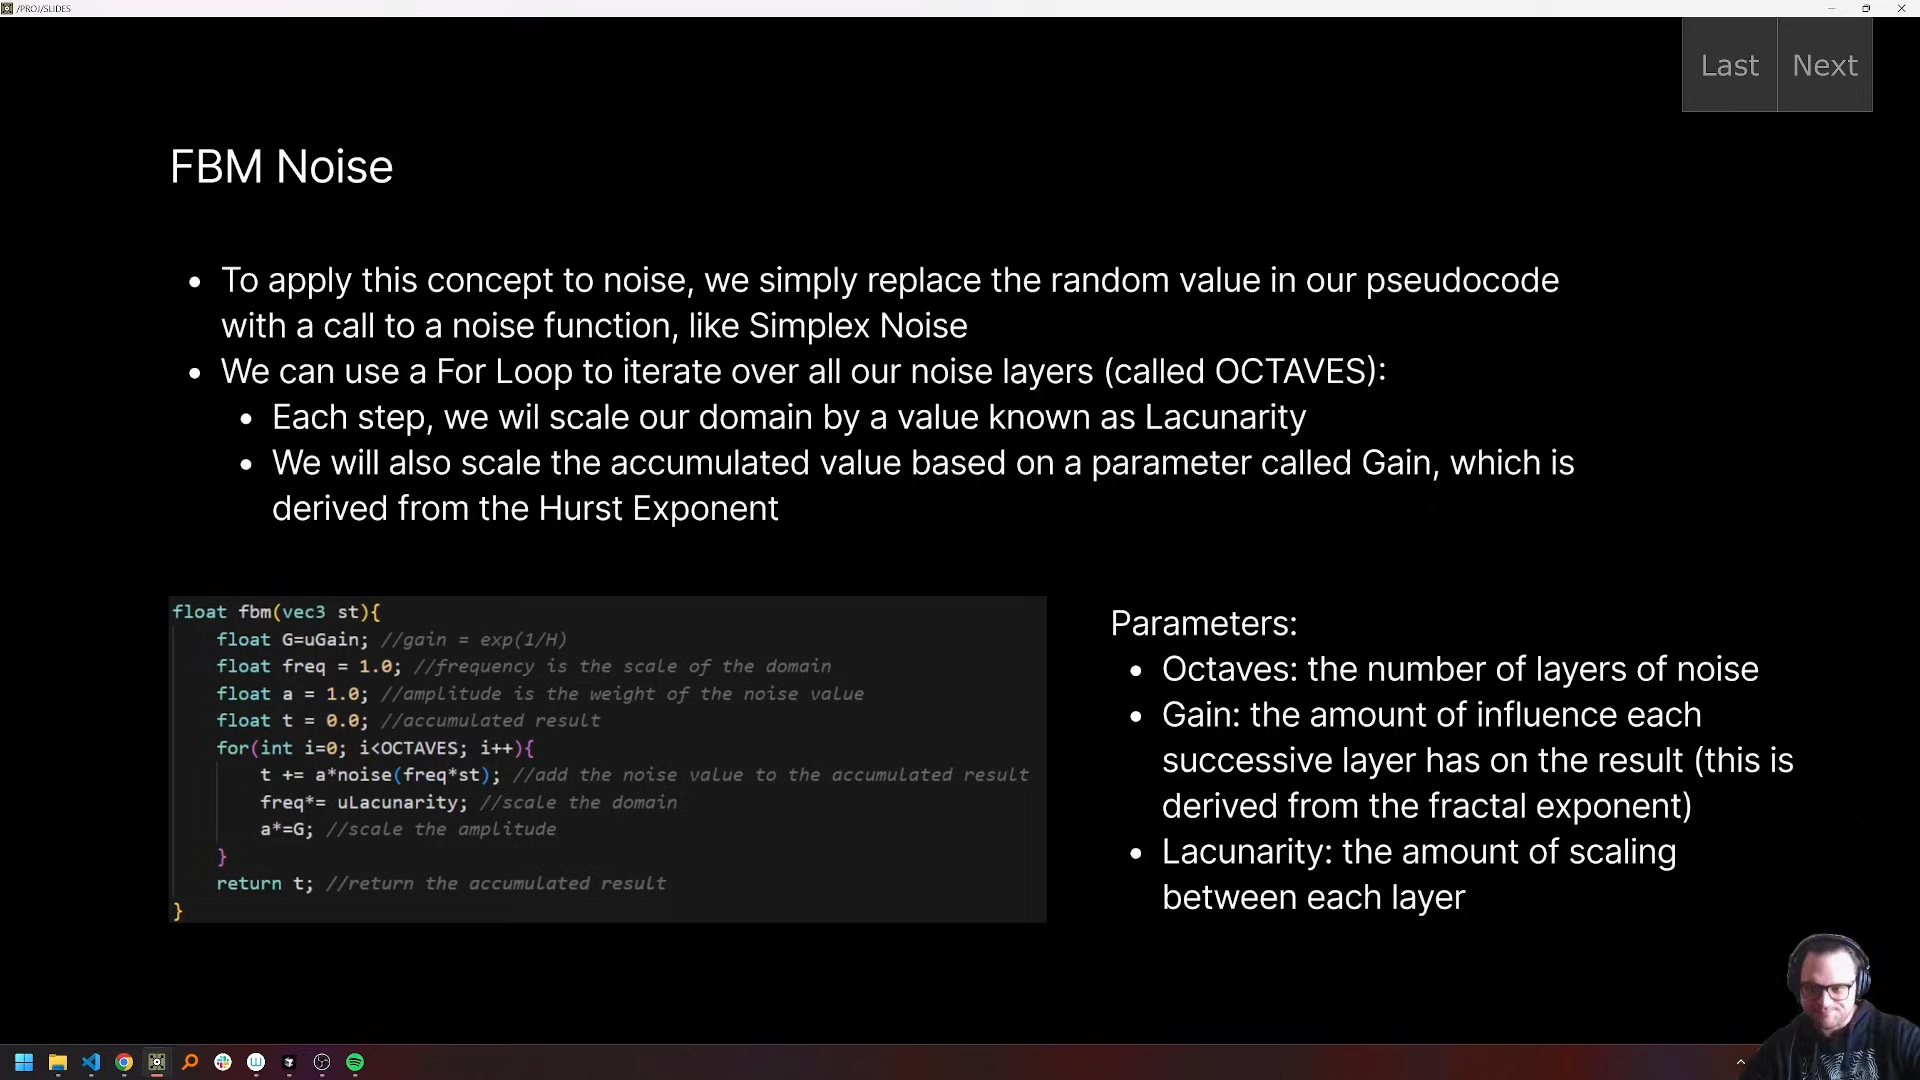 /PROJ/SLIDES
Last Next
FBM Noise
• To apply this concept to noise, we simply replace the random value in our pseudocode
with a call to a noise function, like Simplex Noise
• We can use a For Loop to iterate over all our noise layers (called OCTAVES):
• Each step, we wil scale our domain by a value known as Lacunarity
• We will also scale the accumulated value based on a parameter called Gain, which is
derived from the Hurst Exponent
float fbm(vec3 st){
float G=uGain; //gain = exp(1/H)
float freq = 1.0; //frequency is the scale of the domain
float a = 1.0; //amplitude is the weight of the noise value
float t = 0.0; //accumulated result
for(int i=0; i<OCTAVES; i++){
t += a*noise(freq*st); //add the noise value to the accumulated result
freq*= uLacunarity; //scale the domain
a*=G; //scale the amplitude
}
return t; //return the accumulated result
}
Parameters:
• Octaves: the number of layers of noise
• Gain: the amount of influence each
successive layer has on the result (this is
derived from the fractal exponent)
• Lacunarity: the amount of scaling
between each layer